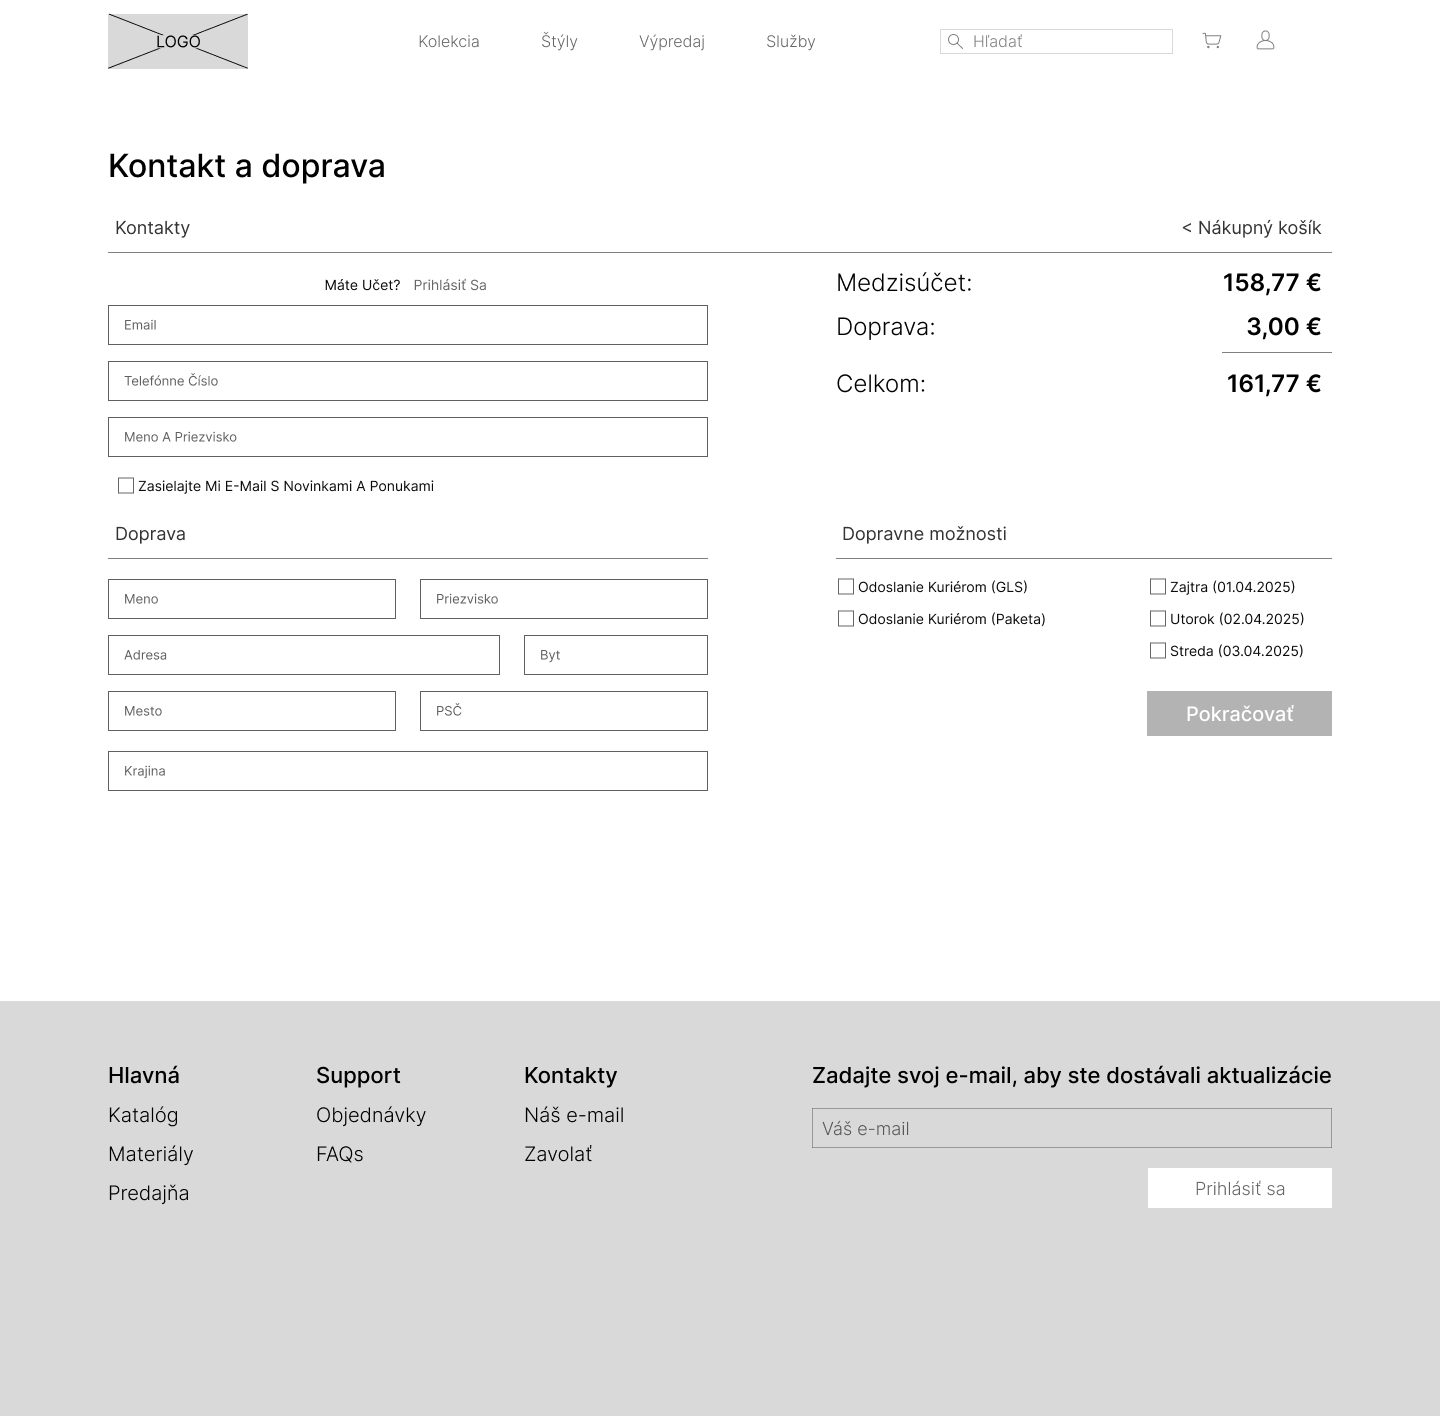 LOGO
Kolekcia
Štýly
Výpredaj
Služby
Hľadať
Kontakt a doprava
Kontakty
< Nákupný košík
Máte Učet? Prihlásiť Sa
Email
Telefónne Číslo
Meno A Priezvisko
Zasielajte Mi E-Mail S Novinkami A Ponukami
Medzisúčet: 158,77 €
Doprava: 3,00 €
Celkom: 161,77 €
Doprava
Meno
Priezvisko
Adresa
Byt
Mesto
PSČ
Krajina
Dopravne možnosti
Odoslanie Kuriérom (GLS)
Odoslanie Kuriérom (Paketa)
Zajtra (01.04.2025)
Utorok (02.04.2025)
Streda (03.04.2025)
Pokračovať
Hlavná
Katalóg
Materiály
Predajňa
Support
Objednávky
FAQs
Kontakty
Náš e-mail
Zavolať
Zadajte svoj e-mail, aby ste dostávali aktualizácie
Váš e-mail
Prihlásiť sa